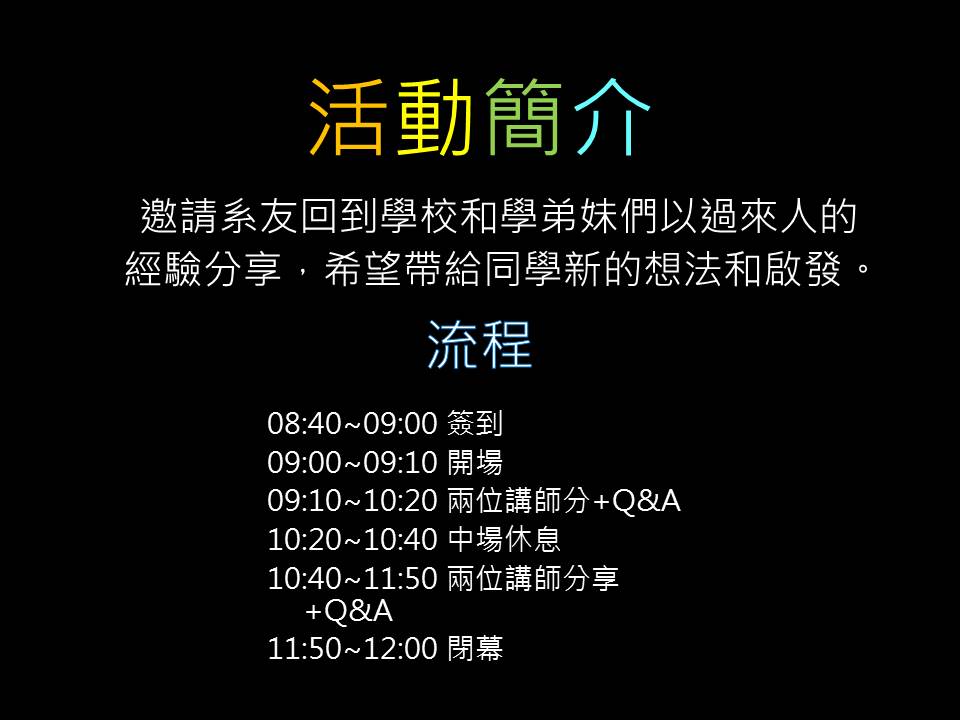 活動簡介
邀請系友回到學校和學弟妹們以過來人的
經驗分享，希望帶給同學新的想法和啟發。
流程
08:40~09:00 簽到
09:00~09:10 開場
09:10~10:20 兩位講師分+Q&A
10:20~10:40 中場休息
10:40~11:50 兩位講師分享
+Q&A
11:50~12:00 閉幕